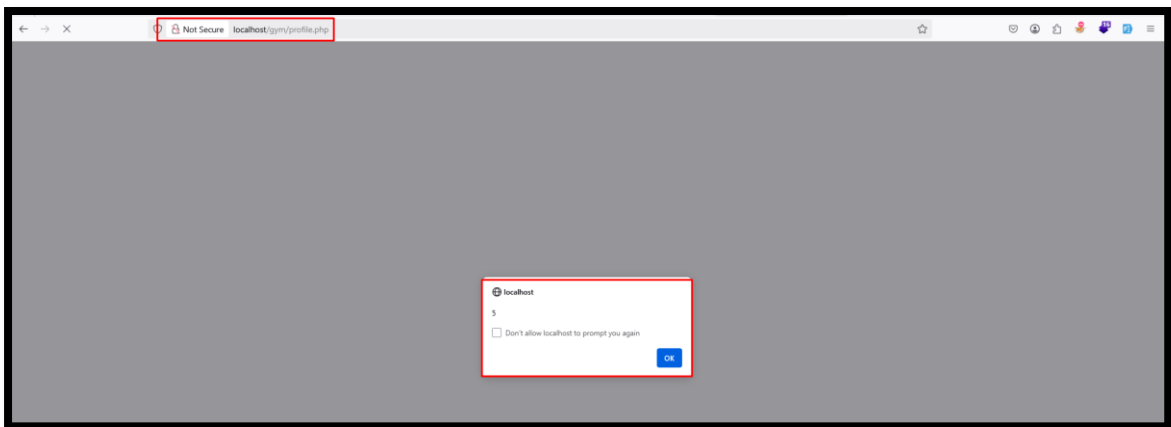 Not Secure localhost/gym/profile.php
localhost
5
Don't allow localhost to prompt you again
OK